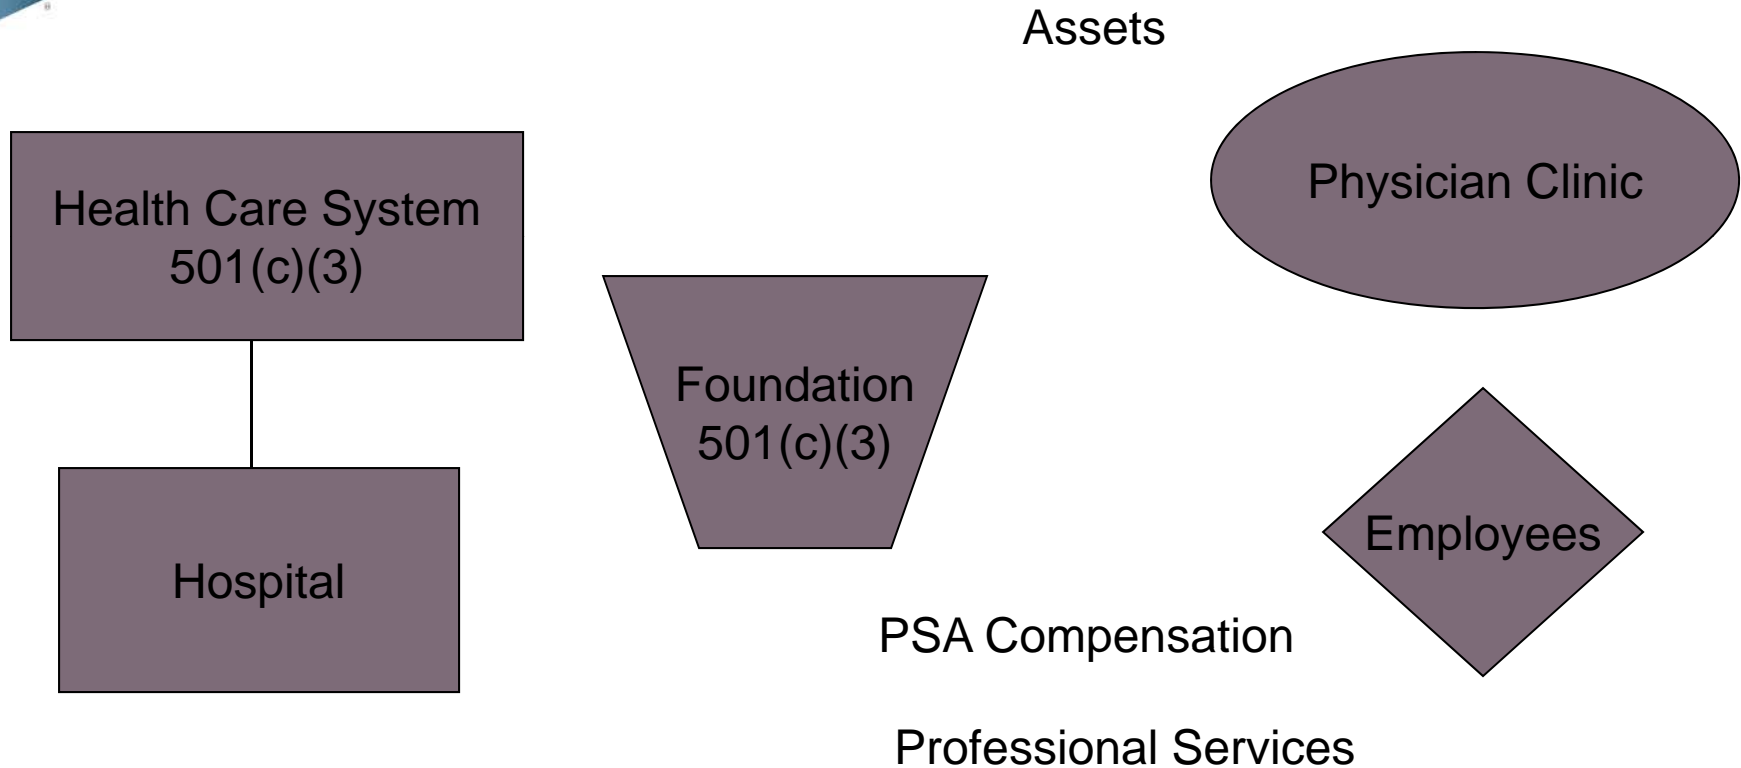 Assets
Physician Clinic
Health Care System
501(c)(3)
Foundation
501(c)(3)
Employees
Hospital
PSA Compensation
Professional Services